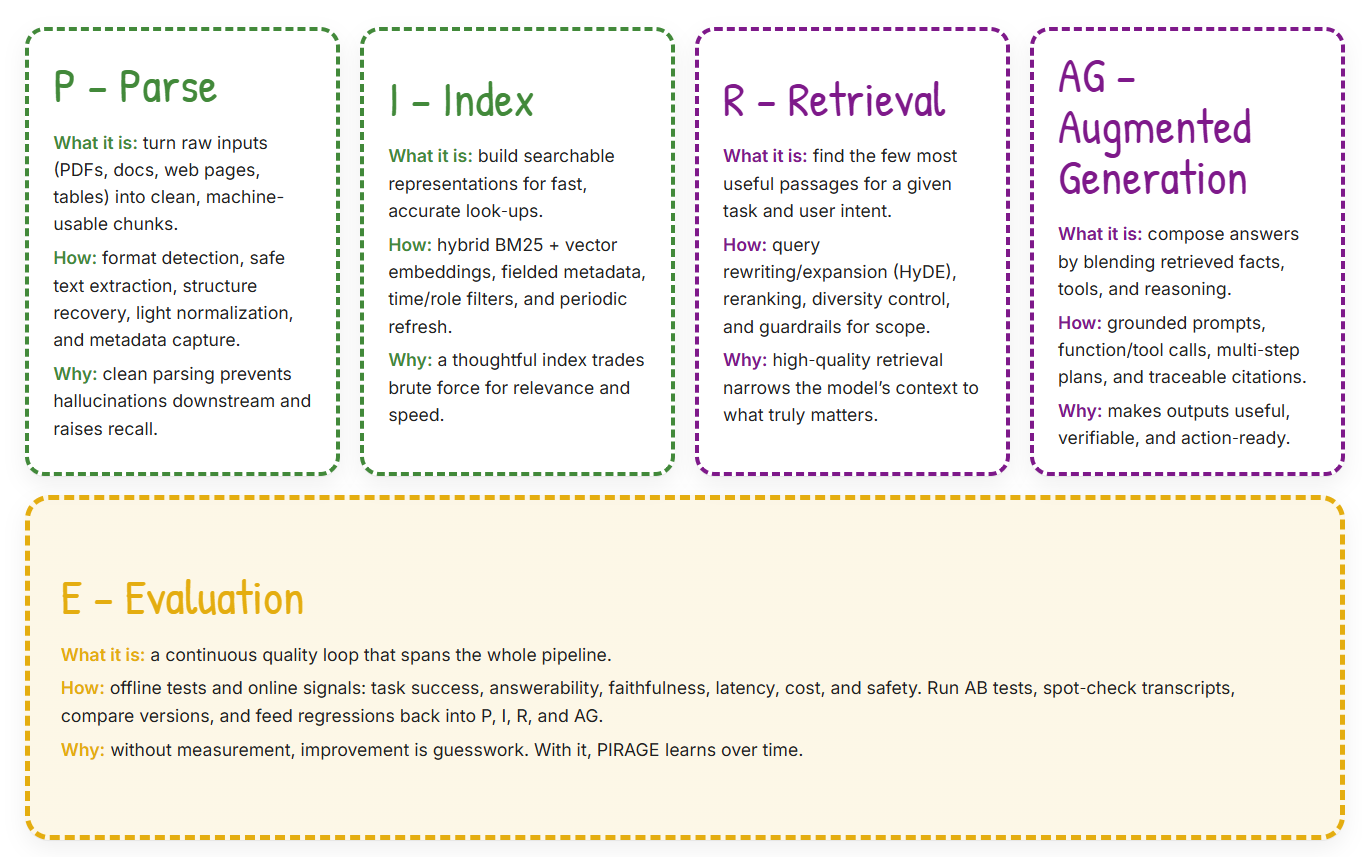 P – Parse
What it is: turn raw inputs
(PDFs, docs, web pages,
tables) into clean, machine-
usable chunks.
How: format detection, safe
text extraction, structure
recovery, light normalization,
and metadata capture.
Why: clean parsing prevents
hallucinations downstream and
raises recall.
I – Index
What it is: build searchable
representations for fast,
accurate look-ups.
How: hybrid BM25 + vector
embeddings, fielded metadata,
time/role filters, and periodic
refresh.
Why: a thoughtful index trades
brute force for relevance and
speed.
R – Retrieval
What it is: find the few most
useful passages for a given
task and user intent.
How: query
rewriting/expansion (HyDE),
reranking, diversity control,
and guardrails for scope.
Why: high-quality retrieval
narrows the model’s context to
what truly matters.
AG –
Augmented
Generation
What it is: compose answers
by blending retrieved facts,
tools, and reasoning.
How: grounded prompts,
function/tool calls, multi-step
plans, and traceable citations.
Why: makes outputs useful,
verifiable, and action-ready.
E – Evaluation
What it is: a continuous quality loop that spans the whole pipeline.
How: offline tests and online signals: task success, answerability, faithfulness, latency, cost, and safety. Run AB tests, spot-check transcripts,
compare versions, and feed regressions back into P, I, R, and AG.
Why: without measurement, improvement is guesswork. With it, PIRAGE learns over time.